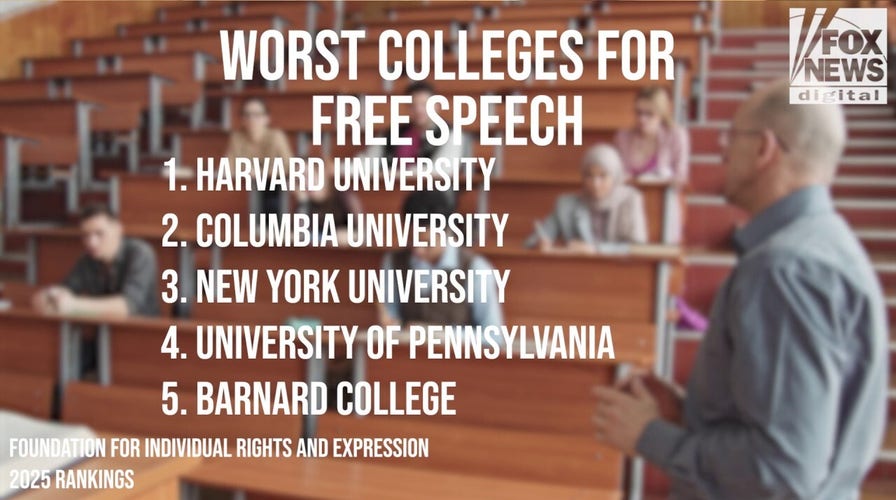 WORST COLLEGES FOR
FREE SPEECH
FOX
NEWS
digital
1. HARVARD UNIVERSITY
2. COLUMBIA UNIVERSITY
3. NEW YORK UNIVERSITY
4. UNIVERSITY OF PENNSYLVANIA
5. BARNARD COLLEGE
FOUNDATION FOR INDIVIDUAL RIGHTS AND EXPRESSION
2025 RANKINGS